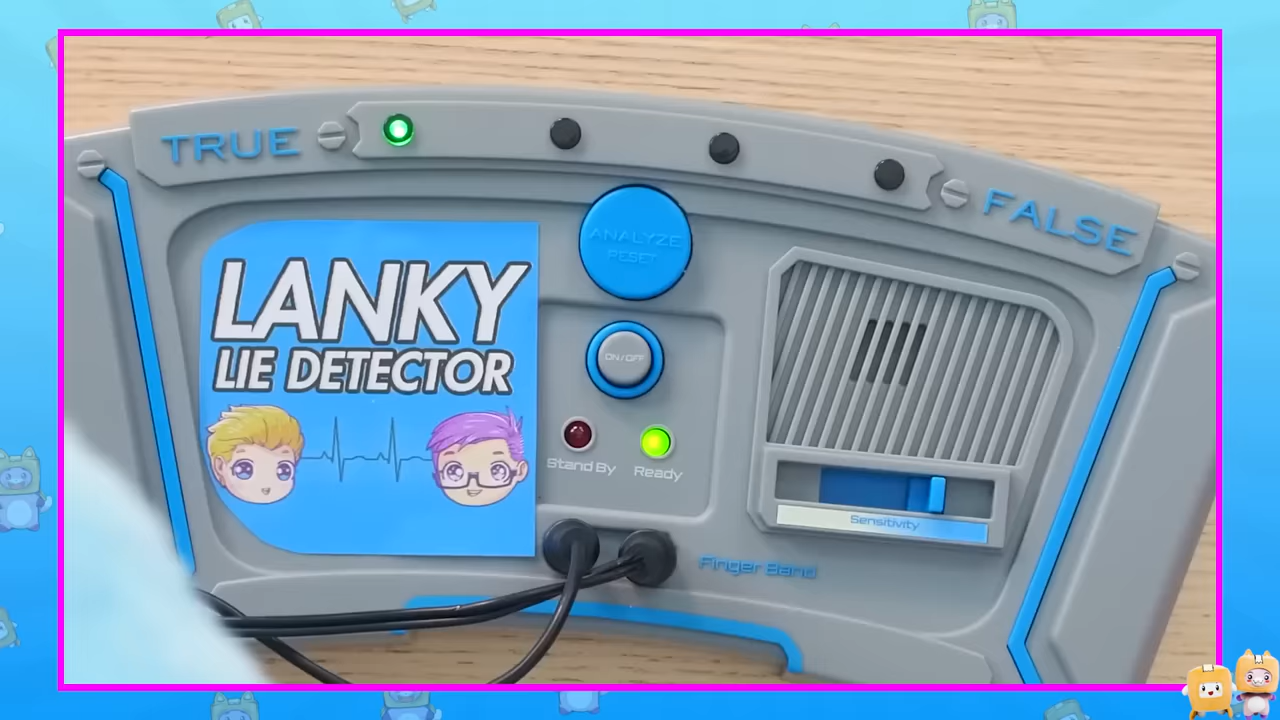 TRUE
FALSE
ANALYZE
RESET
LANKY
LIE DETECTOR
ON/OFF
Stand By
Ready
Sensitivity
Finger Band